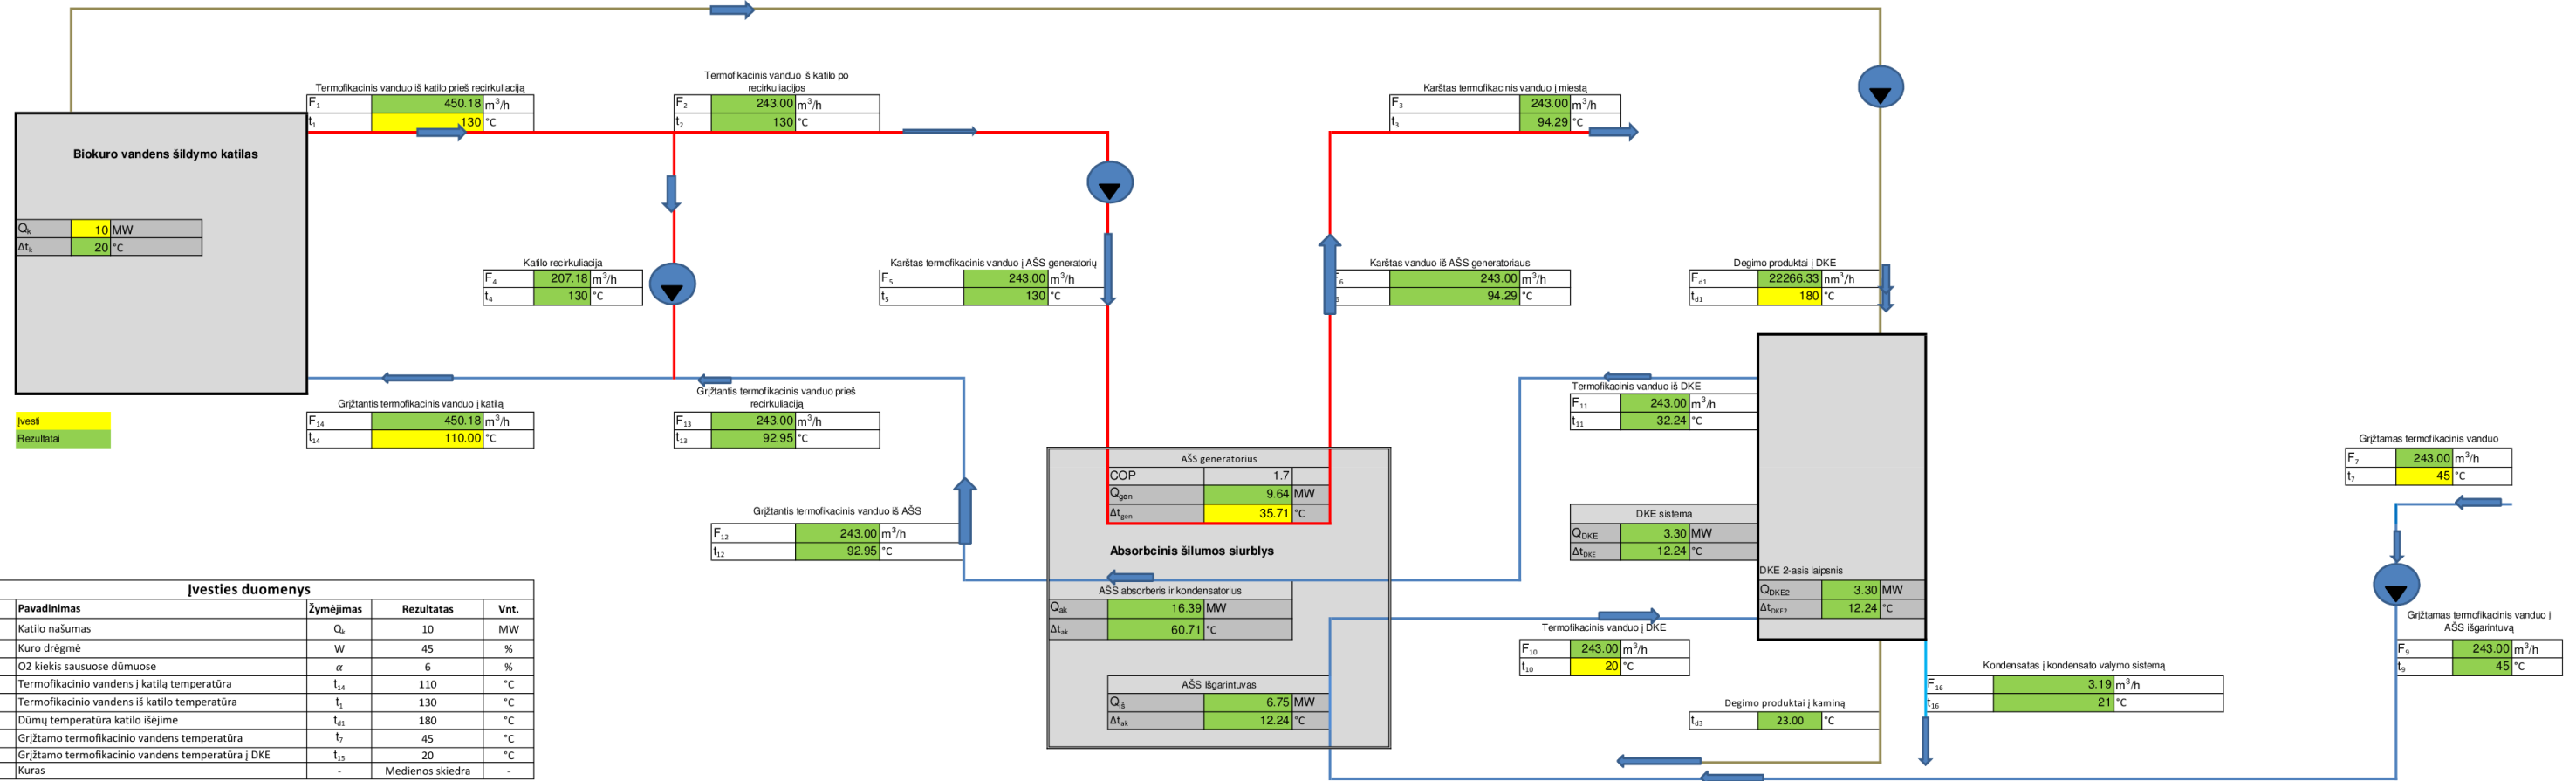 Termofikacinis vanduo iš katilo prieš recirkuliaciją
F1 450.18 m3/h
t1 130 °C
Termofikacinis vanduo iš katilo po
recirkuliacijos
F2 243.00 m3/h
t2 130 °C
Karštas termofikacinis vanduo į miestą
F3 243.00 m3/h
t3 94.29 °C
Biokuro vandens šildymo katilas
Qk 10 MW
Δtk 20 °C
Katilo recirkuliacija
F4 207.18 m3/h
t4 130 °C
Karštas termofikacinis vanduo į AŠS generatorių
F5 243.00 m3/h
t5 130 °C
Karštas vanduo iš AŠS generatoriaus
F6 243.00 m3/h
6 94.29 °C
Degimo produktai į DKE
Fd1 22266.33 nm3/h
td1 180 °C
Įvesti
Rezultatai
Grįžtantis termofikacinis vanduo į katilą
F14 450.18 m3/h
t14 110.00 °C
Grįžtantis termofikacinis vanduo prieš
recirkuliaciją
F13 243.00 m3/h
t13 92.95 °C
Termofikacinis vanduo iš DKE
F11 243.00 m3/h
t11 32.24 °C
Grįžtamas termofikacinis vanduo
F7 243.00 m3/h
t7 45 °C
AŠS generatorius
COP 1.7
Qgen 9.64 MW
Δtgen 35.71 °C
Grįžtantis termofikacinis vanduo iš AŠS
F12 243.00 m3/h
t12 92.95 °C
DKE sistema
QDKE 3.30 MW
ΔtDKE 12.24 °C
Absorbcinis šilumos siurblys
DKE 2-asis laipsnis
QDKE2 3.30 MW
ΔtDKE2 12.24 °C
AŠS absorberis ir kondensatorius
Qak 16.39 MW
Δtak 60.71 °C
Termofikacinis vanduo į DKE
F10 243.00 m3/h
t10 20 °C
Grįžtamas termofikacinis vanduo į
AŠS išgarintuvą
F9 243.00 m3/h
t9 45 °C
Kondensatas į kondensato valymo sistemą
F16 3.19 m3/h
t16 21 °C
AŠS Išgarintuvas
Qiš 6.75 MW
Δtak 12.24 °C
Degimo produktai į kaminą
td3 23.00 °C
Įvesties duomenys
Pavadinimas Žymėjimas Rezultatas Vnt.
Katilo našumas Qk 10 MW
Kuro drėgmė W 45 %
O2 kiekis sausuose dūmuose α 6 %
Termofikacinio vandens į katilą temperatūra t14 110 °C
Termofikacinio vandens iš katilo temperatūra t1 130 °C
Dūmų temperatūra katilo išėjime td1 180 °C
Grįžtamo termofikacinio vandens temperatūra t7 45 °C
Grįžtamo termofikacinio vandens temperatūra į DKE t15 20 °C
Kuras - Medienos skiedra -